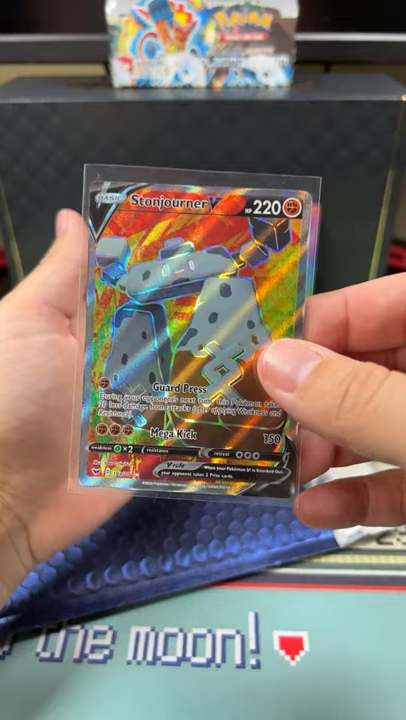 Pokémon
BASIC
Stonjourner V
HP 220
Guard Press
During your opponent's next turn, this Pokémon takes
20 less damage from attacks (after applying Weakness and
Resistance).
Mega Kick 150
weakness ×2 resistance retreat
V rule When your Pokémon V is Knocked Out,
your opponent takes 2 Prize cards.
the moon!